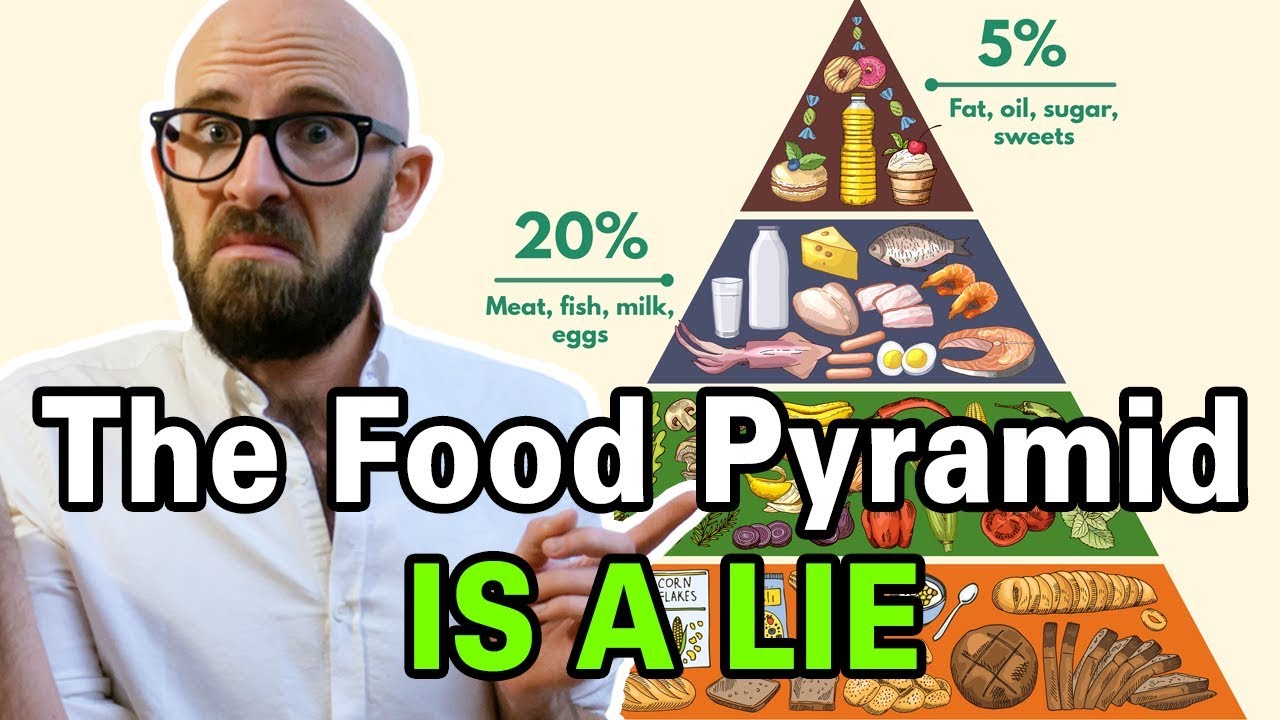 5%
Fat, oil, sugar,
sweets
20%
Meat, fish, milk,
eggs
The Food Pyramid
IS A LIE
CORN
FLAKES